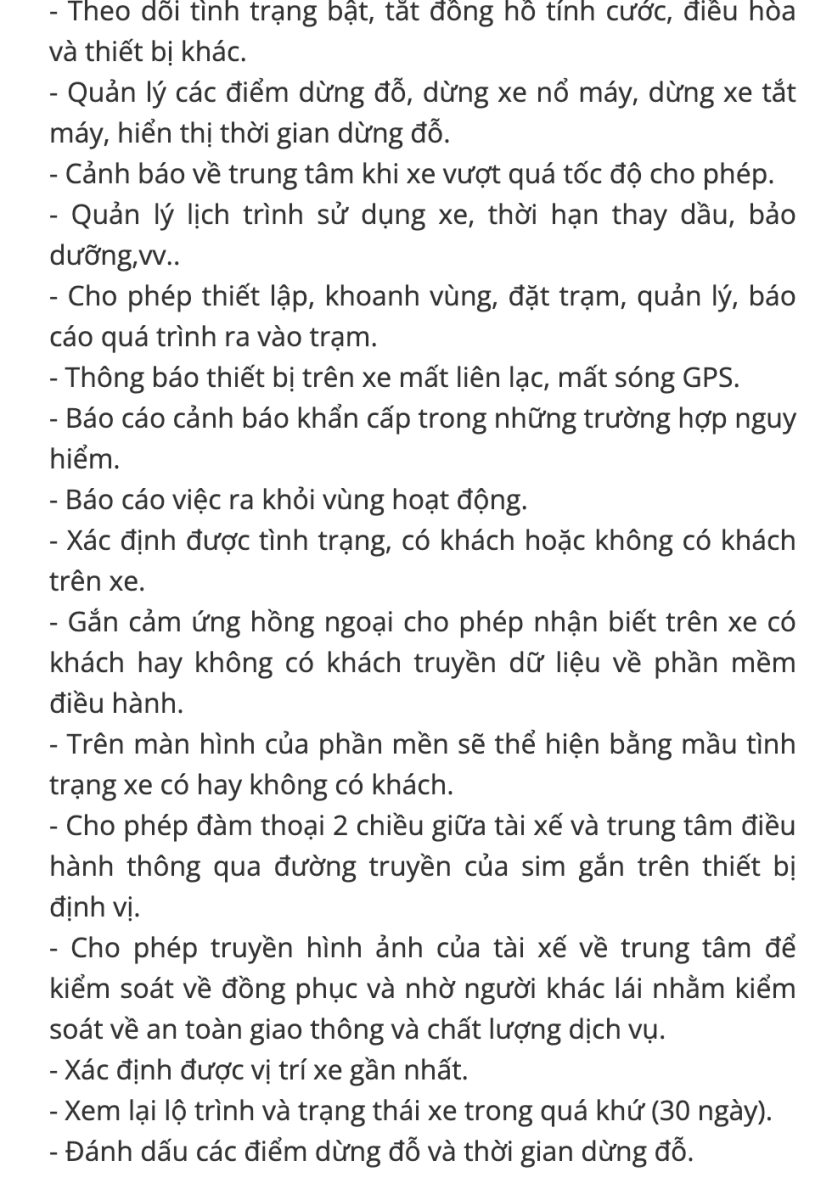 - Theo dõi tình trạng bật, tắt đồng hồ tính cước, điều hòa
và thiết bị khác.
- Quản lý các điểm dừng đỗ, dừng xe nổ máy, dừng xe tắt
máy, hiển thị thời gian dừng đỗ.
- Cảnh báo về trung tâm khi xe vượt quá tốc độ cho phép.
- Quản lý lịch trình sử dụng xe, thời hạn thay dầu, bảo
dưỡng,vv..
- Cho phép thiết lập, khoanh vùng, đặt trạm, quản lý, báo
cáo quá trình ra vào trạm.
- Thông báo thiết bị trên xe mất liên lạc, mất sóng GPS.
- Báo cáo cảnh báo khẩn cấp trong những trường hợp nguy
hiểm.
- Báo cáo việc ra khỏi vùng hoạt động.
- Xác định được tình trạng, có khách hoặc không có khách
trên xe.
- Gắn cảm ứng hồng ngoại cho phép nhận biết trên xe có
khách hay không có khách truyền dữ liệu về phần mềm
điều hành.
- Trên màn hình của phần mền sẽ thể hiện bằng mầu tình
trạng xe có hay không có khách.
- Cho phép đàm thoại 2 chiều giữa tài xế và trung tâm điều
hành thông qua đường truyền của sim gắn trên thiết bị
định vị.
- Cho phép truyền hình ảnh của tài xế về trung tâm để
kiểm soát về đồng phục và nhờ người khác lái nhằm kiểm
soát về an toàn giao thông và chất lượng dịch vụ.
- Xác định được vị trí xe gần nhất.
- Xem lại lộ trình và trạng thái xe trong quá khứ (30 ngày).
- Đánh dấu các điểm dừng đỗ và thời gian dừng đỗ.